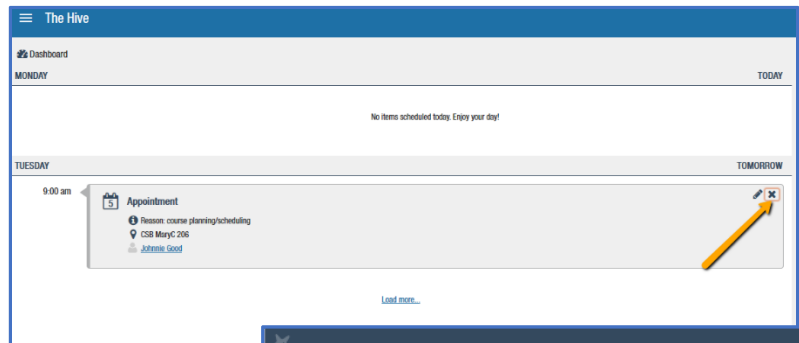 The Hive
Dashboard
MONDAY TODAY
No items scheduled today. Enjoy your day!
TUESDAY TOMORROW
9:00 am
5 Appointment
Reason: course planning/scheduling
CSB MaryC 206
Johnnie Good
Load more...